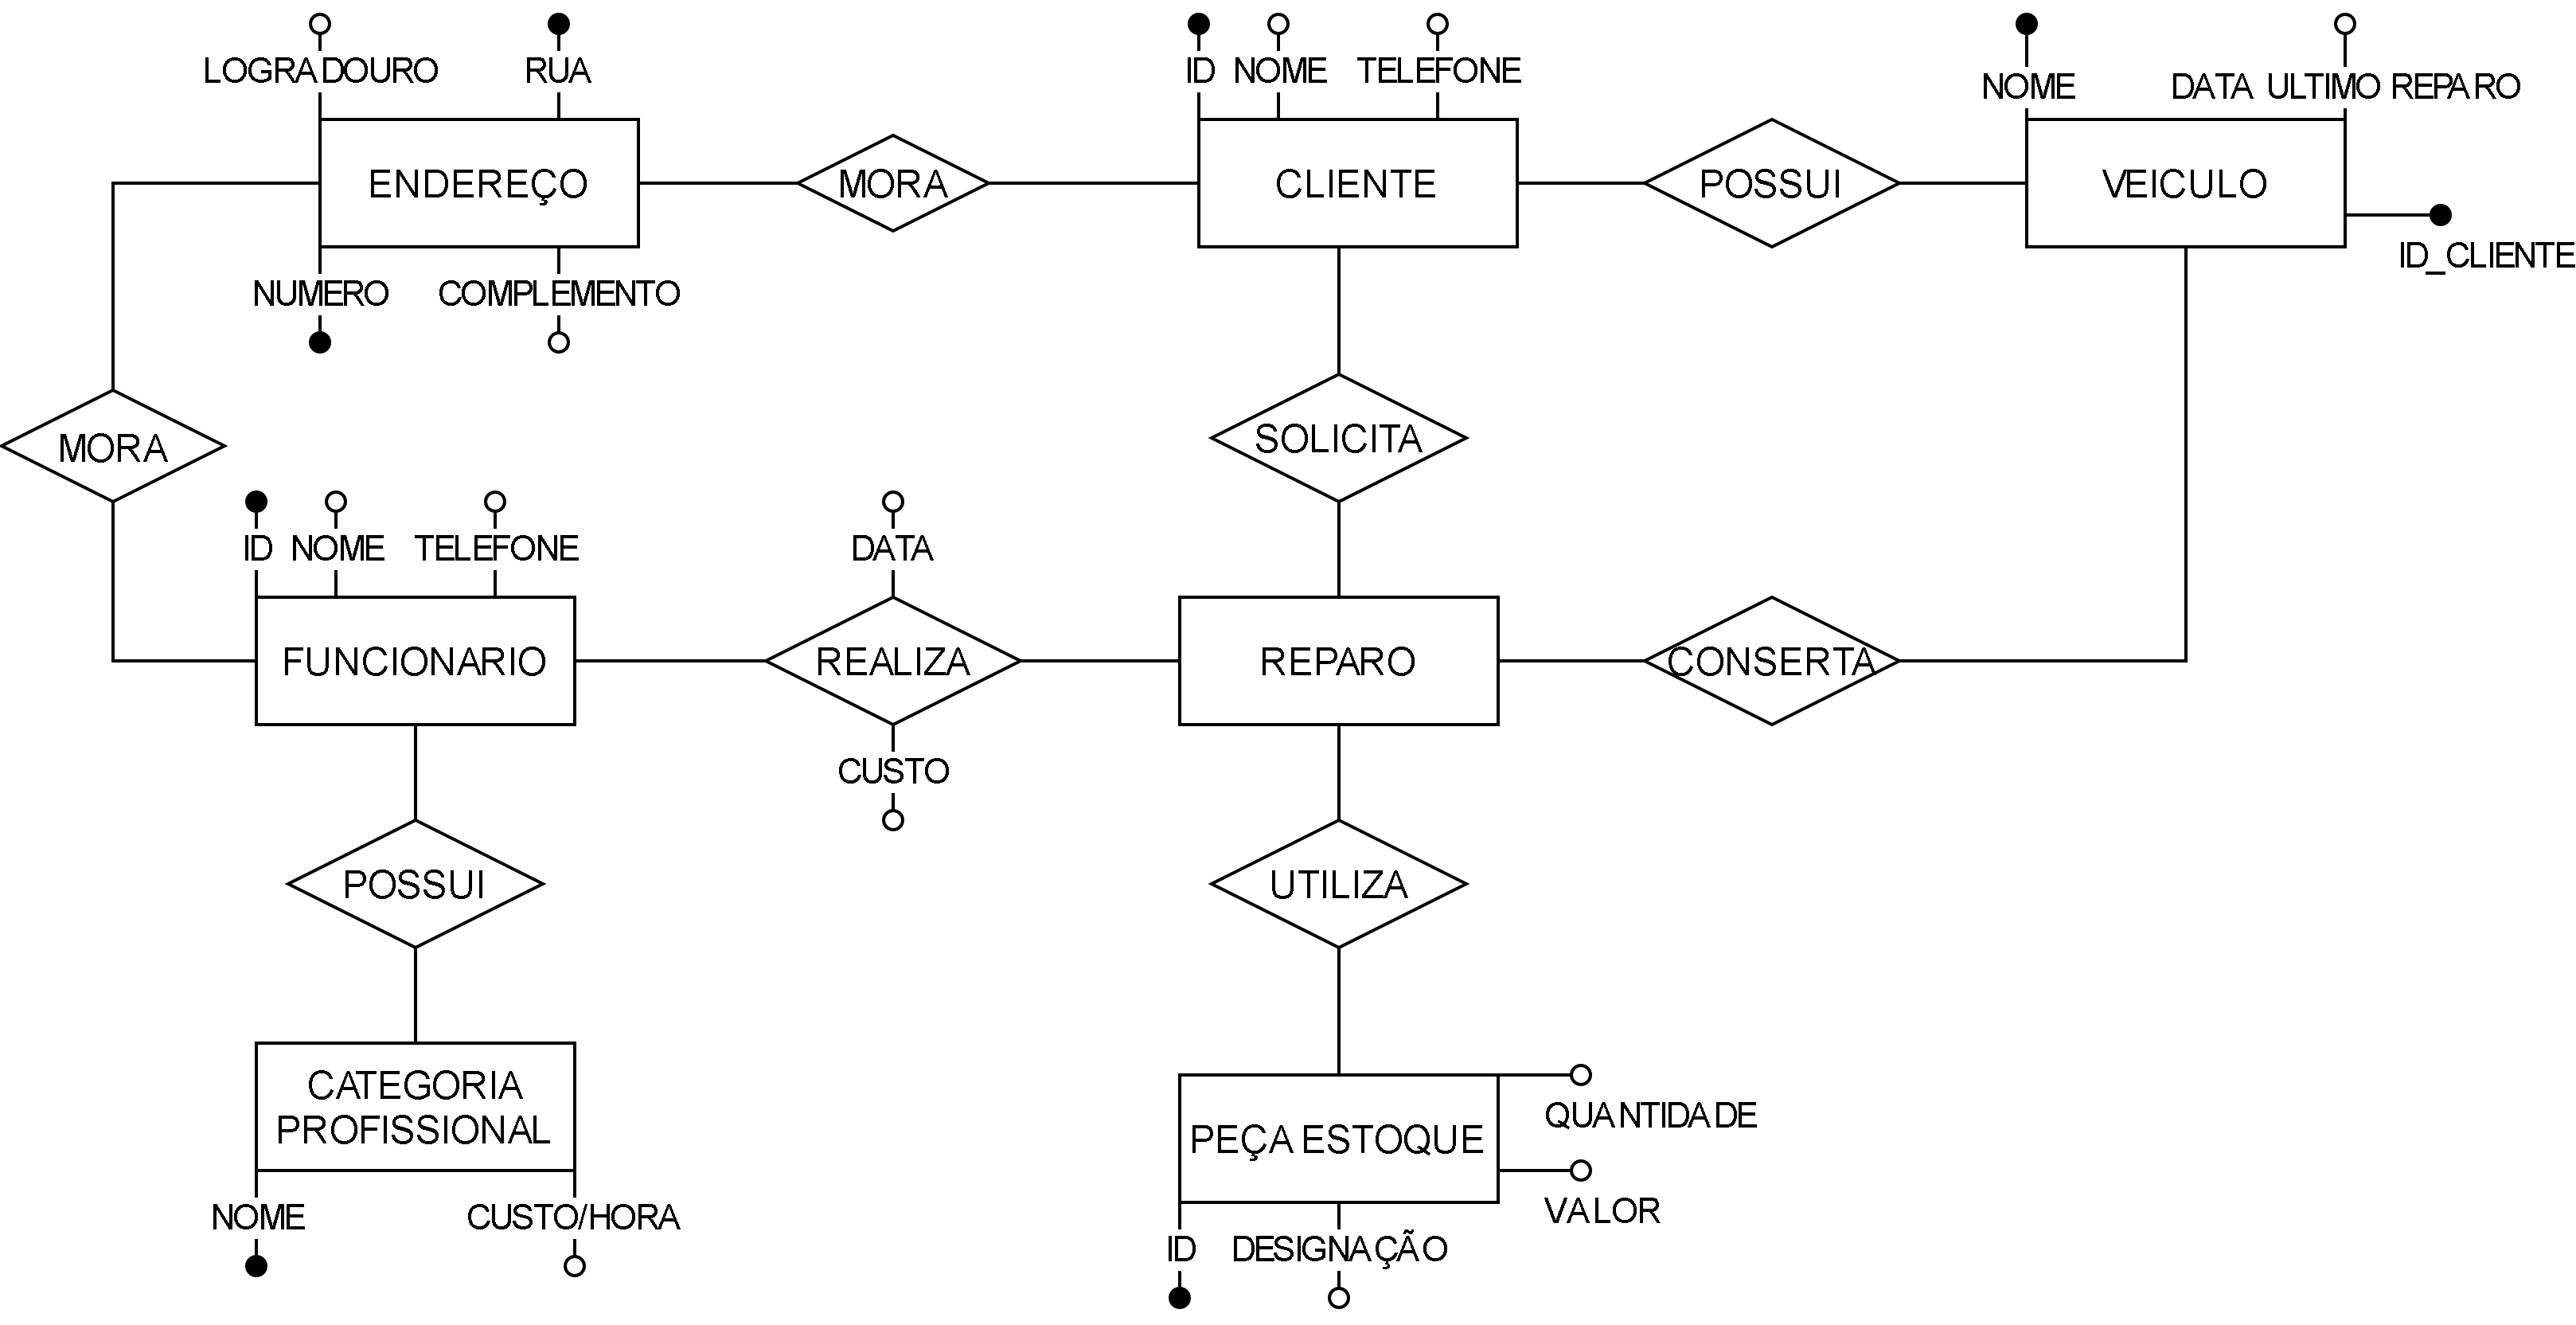 LOGRADOURO
RUA
ID
NOME
TELEFONE
NOME
DATA ULTIMO REPARO
ENDEREÇO
MORA
CLIENTE
POSSUI
VEICULO
ID_CLIENTE
NUMERO
COMPLEMENTO
MORA
SOLICITA
ID
NOME
TELEFONE
DATA
FUNCIONARIO
REALIZA
REPARO
CONSERTA
CUSTO
POSSUI
UTILIZA
CATEGORIA
PROFISSIONAL
QUANTIDADE
PEÇA ESTOQUE
VALOR
NOME
CUSTO/HORA
ID
DESIGNAÇÃO